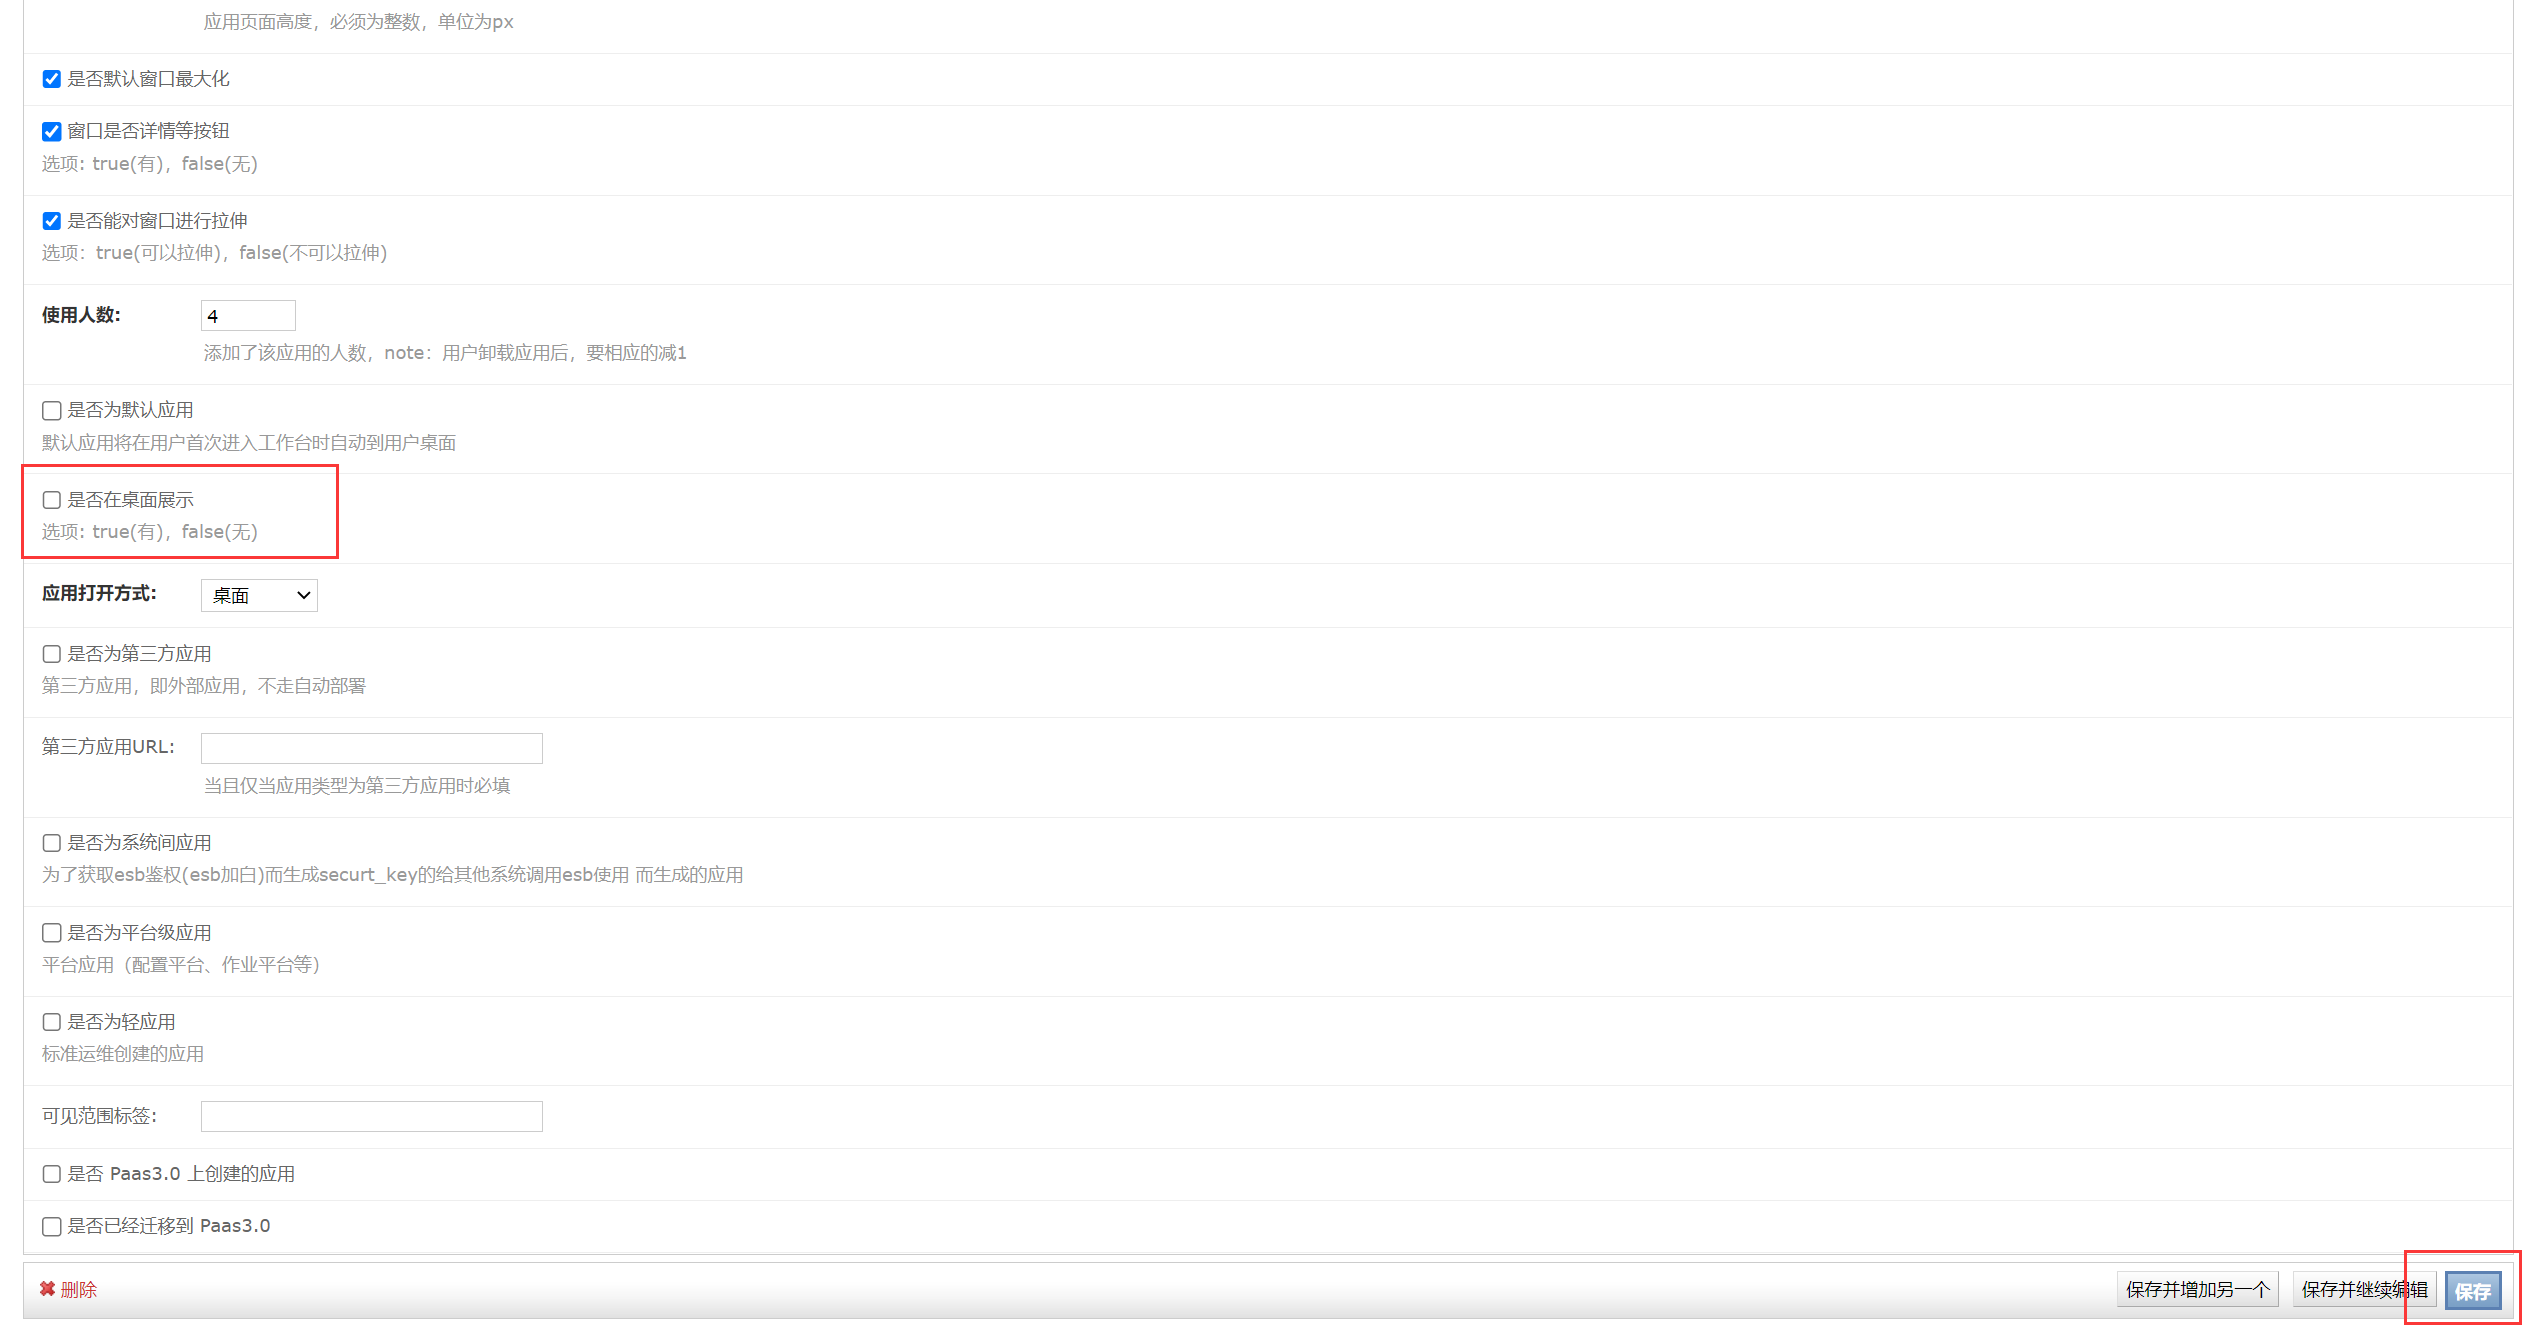 应用页面高度，必须为整数，单位为px
是否默认窗口最大化
窗口是否详情等按钮
选项: true(有)，false(无)
是否能对窗口进行拉伸
选项：true(可以拉伸)，false(不可以拉伸)
使用人数: 4
添加了该应用的人数，note：用户卸载应用后，要相应的减1
是否为默认应用
默认应用将在用户首次进入工作台时自动到用户桌面
是否在桌面展示
选项: true(有)，false(无)
应用打开方式: 桌面
是否为第三方应用
第三方应用，即外部应用，不走自动部署
第三方应用URL:
当且仅当应用类型为第三方应用时必填
是否为系统间应用
为了获取esb鉴权(esb加白)而生成securt_key的给其他系统调用esb使用 而生成的应用
是否为平台级应用
平台应用（配置平台、作业平台等）
是否为轻应用
标准运维创建的应用
可见范围标签:
是否 Paas3.0 上创建的应用
是否已经迁移到 Paas3.0
删除 保存并增加另一个 保存并继续编辑 保存